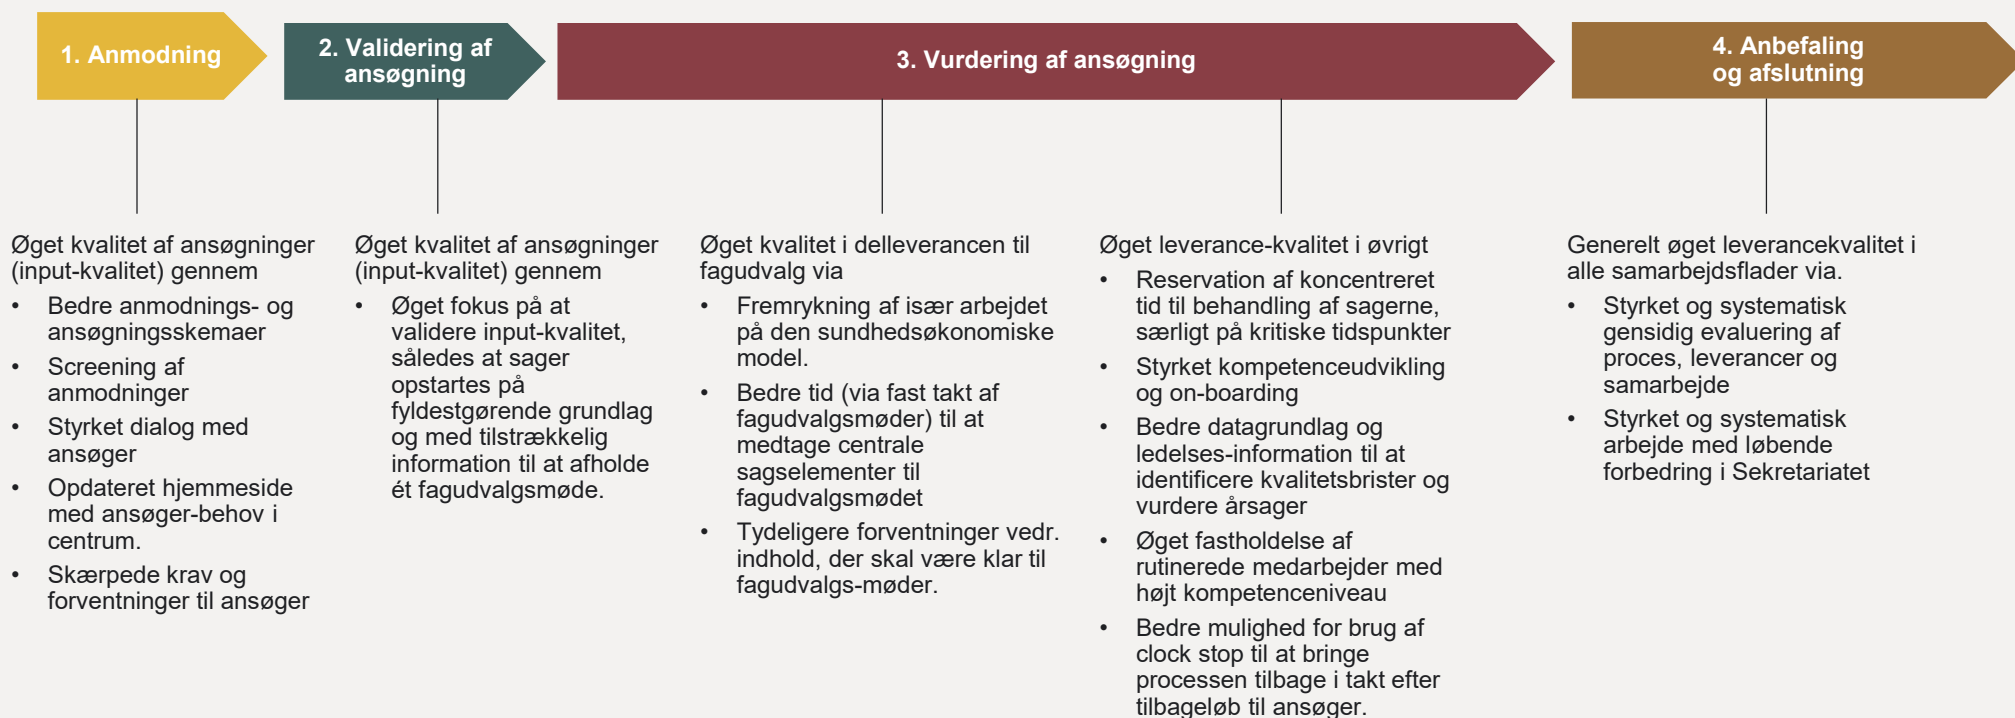 1. Anmodning
2. Validering af
ansøgning
3. Vurdering af ansøgning
4. Anbefaling
og afslutning
Øget kvalitet af ansøgninger
(input-kvalitet) gennem
• Bedre anmodnings- og
ansøgningsskemaer
• Screening af
anmodninger
• Styrket dialog med
ansøger
• Opdateret hjemmeside
med ansøger-behov i
centrum.
• Skærpede krav og
forventninger til ansøger
Øget kvalitet af ansøgninger
(input-kvalitet) gennem
• Øget fokus på at
validere input-kvalitet,
således at sager
opstartes på
fyldestgørende grundlag
og med tilstrækkelig
information til at afholde
ét fagudvalgsmøde.
Øget kvalitet i delleverancen til
fagudvalg via
• Fremrykning af især arbejdet
på den sundhedsøkonomiske
model.
• Bedre tid (via fast takt af
fagudvalgsmøder) til at
medtage centrale
sagselementer til
fagudvalgsmødet
• Tydeligere forventninger vedr.
indhold, der skal være klar til
fagudvalgs-møder.
Øget leverance-kvalitet i øvrigt
• Reservation af koncentreret
tid til behandling af sagerne,
særligt på kritiske tidspunkter
• Styrket kompetenceudvikling
og on-boarding
• Bedre datagrundlag og
ledelses-information til at
identificere kvalitetsbrister og
vurdere årsager
• Øget fastholdelse af
rutinerede medarbejder med
højt kompetenceniveau
• Bedre mulighed for brug af
clock stop til at bringe
processen tilbage i takt efter
tilbageløb til ansøger.
Generelt øget leverancekvalitet i
alle samarbejdsflader via.
• Styrket og systematisk
gensidig evaluering af
proces, leverancer og
samarbejde
• Styrket og systematisk
arbejde med løbende
forbedring i Sekretariatet